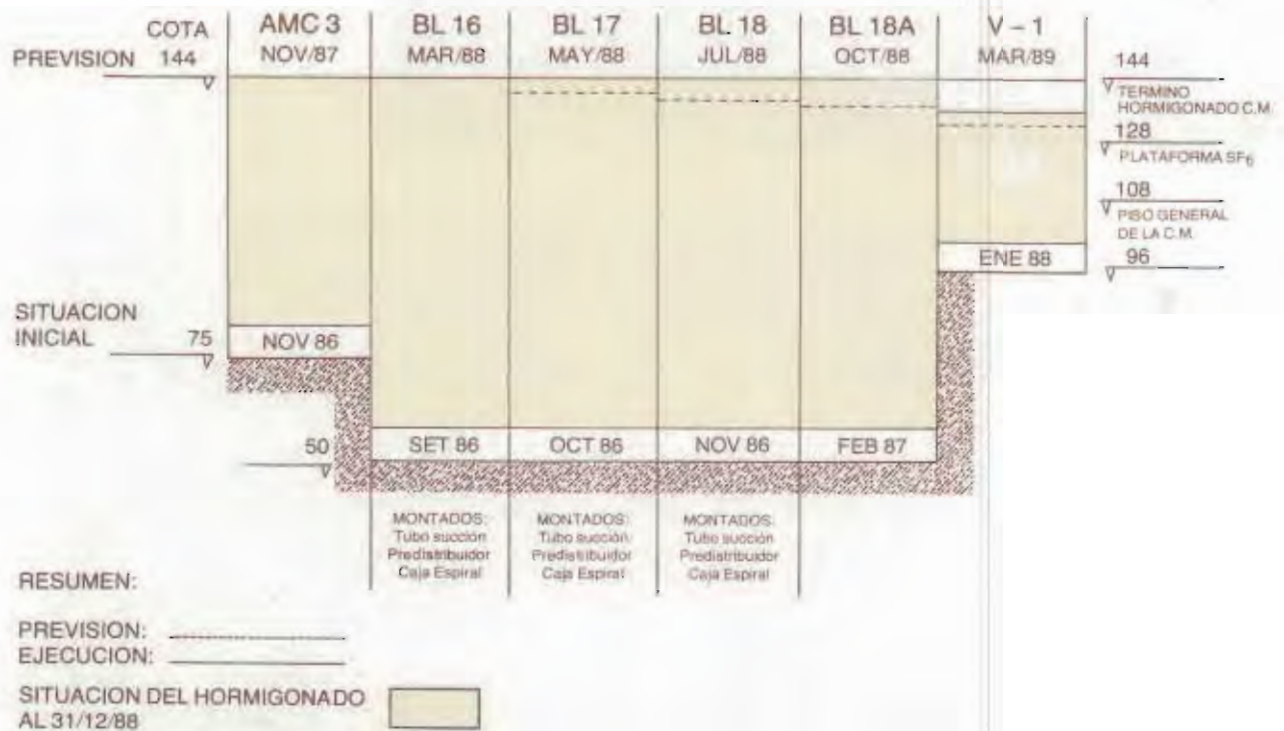 COTA
PREVISION 144
AMC 3
NOV/87
BL 16
MAR/88
BL 17
MAY/88
BL 18
JUL/88
BL 18A
OCT/88
V – 1
MAR/89
144
TERMINO
HORMIGONADO C.M.
128
PLATAFORMA SF6
108
PISO GENERAL
DE LA C.M.
96
ENE 88
SITUACION
INICIAL 75
NOV 86
50
SET 86
OCT 86
NOV 86
FEB 87
MONTADOS:
Tubo succión
Predistribuidor
Caja Espiral
MONTADOS:
Tubo succión
Predistribuidor
Caja Espiral
MONTADOS:
Tubo succión
Predistribuidor
Caja Espiral
RESUMEN:
PREVISION:
EJECUCION:
SITUACION DEL HORMIGONADO
AL 31/12/88